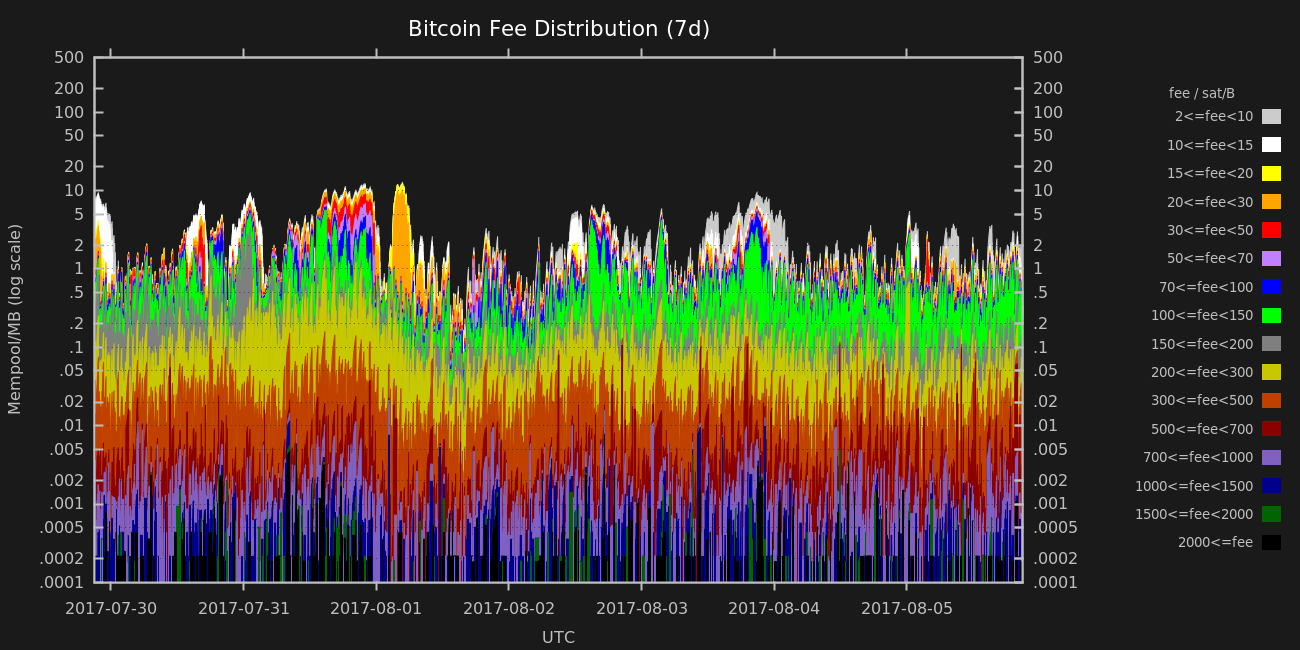 Bitcoin Fee Distribution (7d)
500 500
200 200
100 100
50 50
20 20
10 10
5 5
2 2
1 1
.5 .5
.2 .2
.1 .1
.05 .05
.02 .02
.01 .01
.005 .005
.002 .002
.001 .001
.0005 .0005
.0002 .0002
.0001 .0001
Mempool/MB (log scale)
2017-07-30 2017-07-31 2017-08-01 2017-08-02 2017-08-03 2017-08-04 2017-08-05
UTC
fee / sat/B
2<=fee<10
10<=fee<15
15<=fee<20
20<=fee<30
30<=fee<50
50<=fee<70
70<=fee<100
100<=fee<150
150<=fee<200
200<=fee<300
300<=fee<500
500<=fee<700
700<=fee<1000
1000<=fee<1500
1500<=fee<2000
2000<=fee